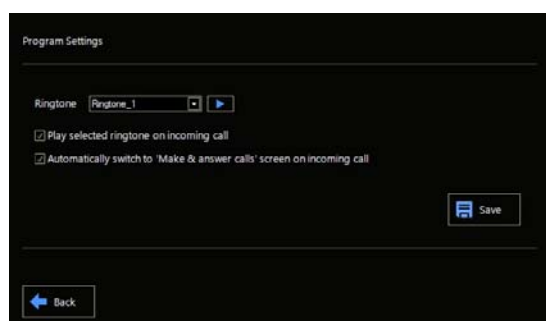 Program Settings
Ringtone Ringtone_1
Play selected ringtone on incoming call
Automatically switch to 'Make & answer calls' screen on incoming call
Save
Back